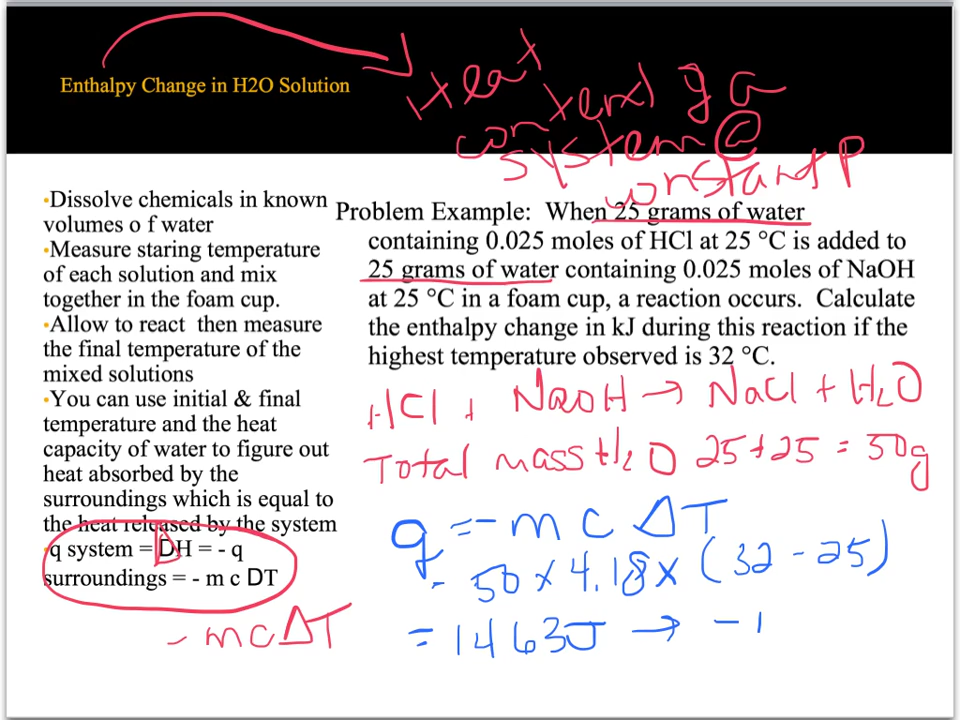 Enthalpy Change in H2O Solution
Heat
content of a
system @
constant P
•Dissolve chemicals in known
volumes o f water
•Measure staring temperature
of each solution and mix
together in the foam cup.
•Allow to react then measure
the final temperature of the
mixed solutions
•You can use initial & final
temperature and the heat
capacity of water to figure out
heat absorbed by the
surroundings which is equal to
the heat released by the system
•q system = DH = - q
surroundings = - m c DT
- mcΔT
Problem Example: When 25 grams of water
containing 0.025 moles of HCl at 25 °C is added to
25 grams of water containing 0.025 moles of NaOH
at 25 °C in a foam cup, a reaction occurs. Calculate
the enthalpy change in kJ during this reaction if the
highest temperature observed is 32 °C.
HCl + NaOH → NaCl + H2O
Total mass H2O 25+25 = 50g
q = - m c ΔT
= 50 x 4.18 x (32 - 25)
= 1463J → - 1